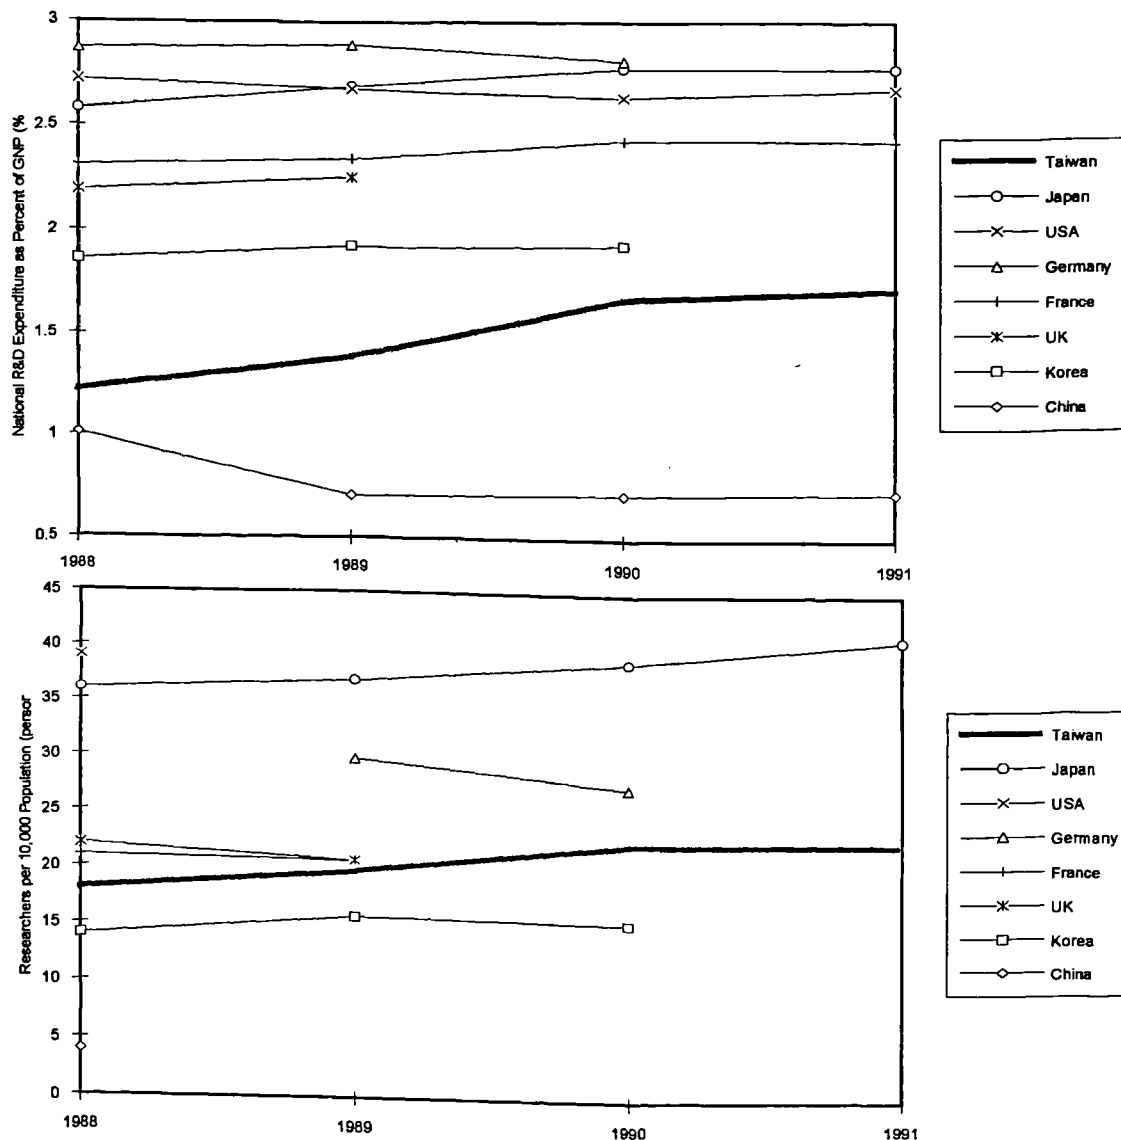 National R&D Expenditure as Percent of GNP (%
3
2.5
2
1.5
1
0.5
1988
1989
1990
1991
Taiwan
Japan
USA
Germany
France
UK
Korea
China
Researchers per 10,000 Population (persor
45
40
35
30
25
20
15
10
5
0
1988
1989
1990
1991
Taiwan
Japan
USA
Germany
France
UK
Korea
China